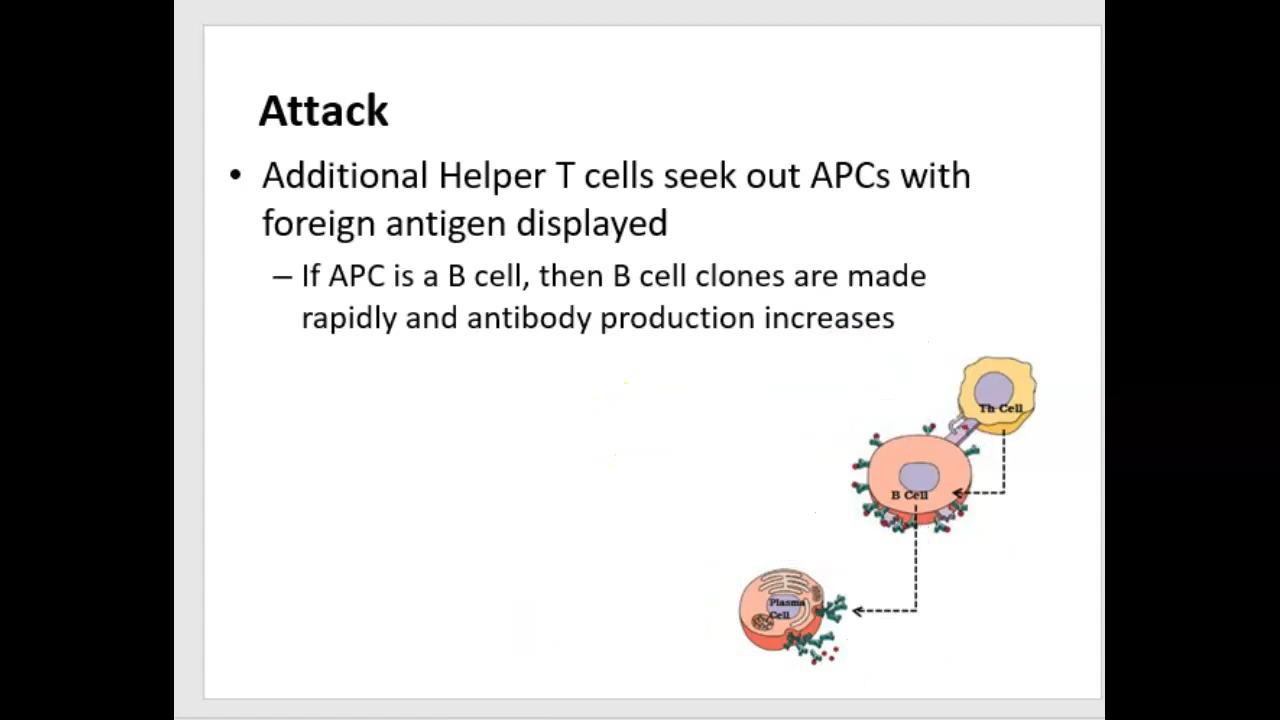 Attack
• Additional Helper T cells seek out APCs with
foreign antigen displayed
– If APC is a B cell, then B cell clones are made
rapidly and antibody production increases
Th Cell
B Cell
Plasma
Cell